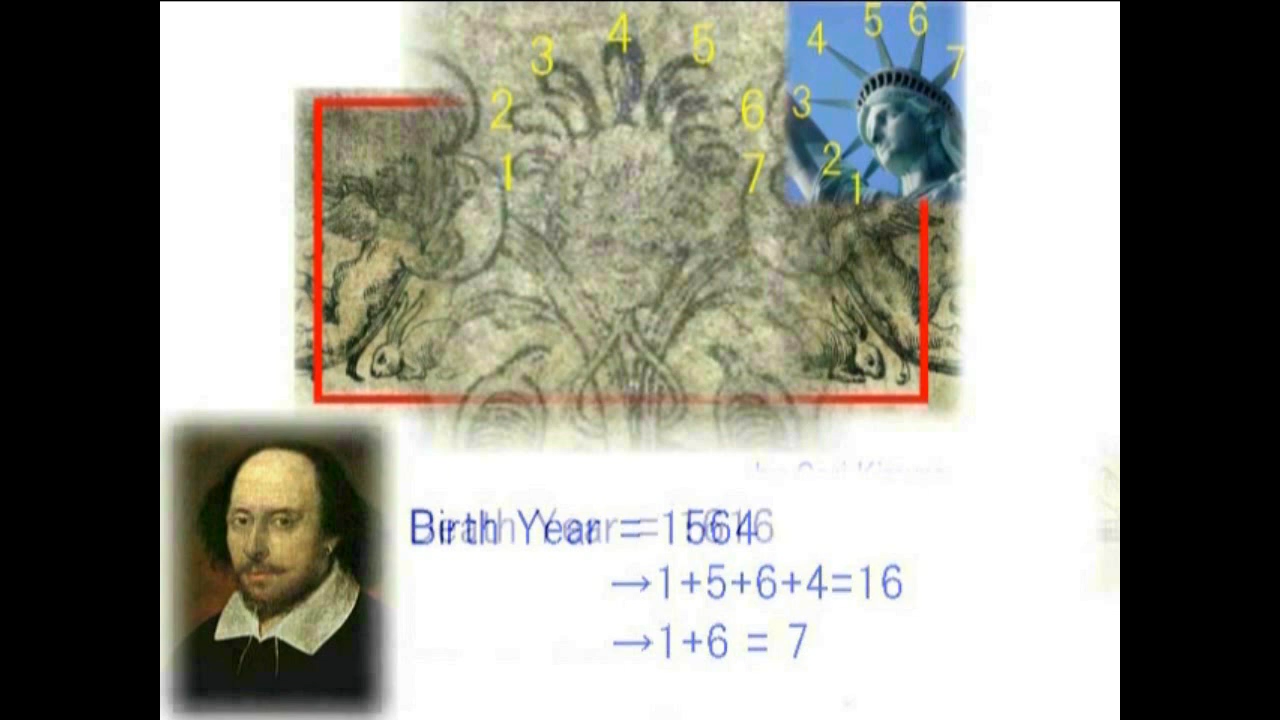 4 5 6
3 4 5 7
2 6 3
1 7 2
1
Birth Year = 1564
→1+5+6+4=16
→1+6 = 7